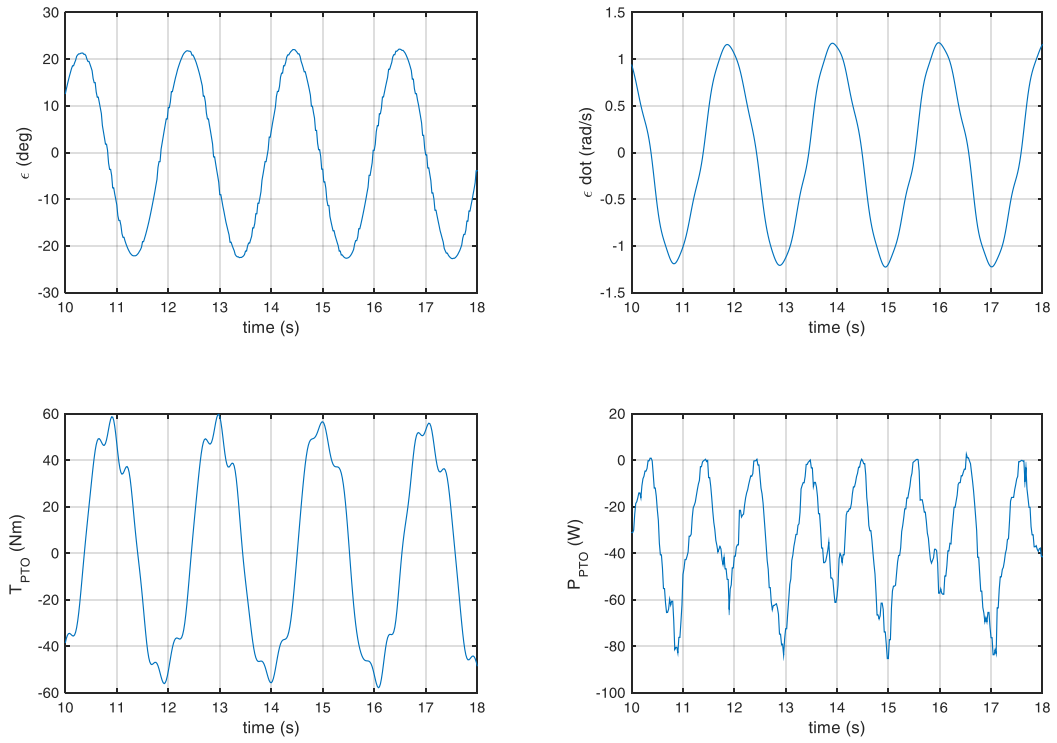 30
20
10
0
-10
-20
-30
ϵ (deg)
10 11 12 13 14 15 16 17 18
time (s)
1.5
1
0.5
0
-0.5
-1
-1.5
ϵ dot (rad/s)
10 11 12 13 14 15 16 17 18
time (s)
60
40
20
0
-20
-40
-60
T_PTO (Nm)
10 11 12 13 14 15 16 17 18
time (s)
20
0
-20
-40
-60
-80
-100
P_PTO (W)
10 11 12 13 14 15 16 17 18
time (s)